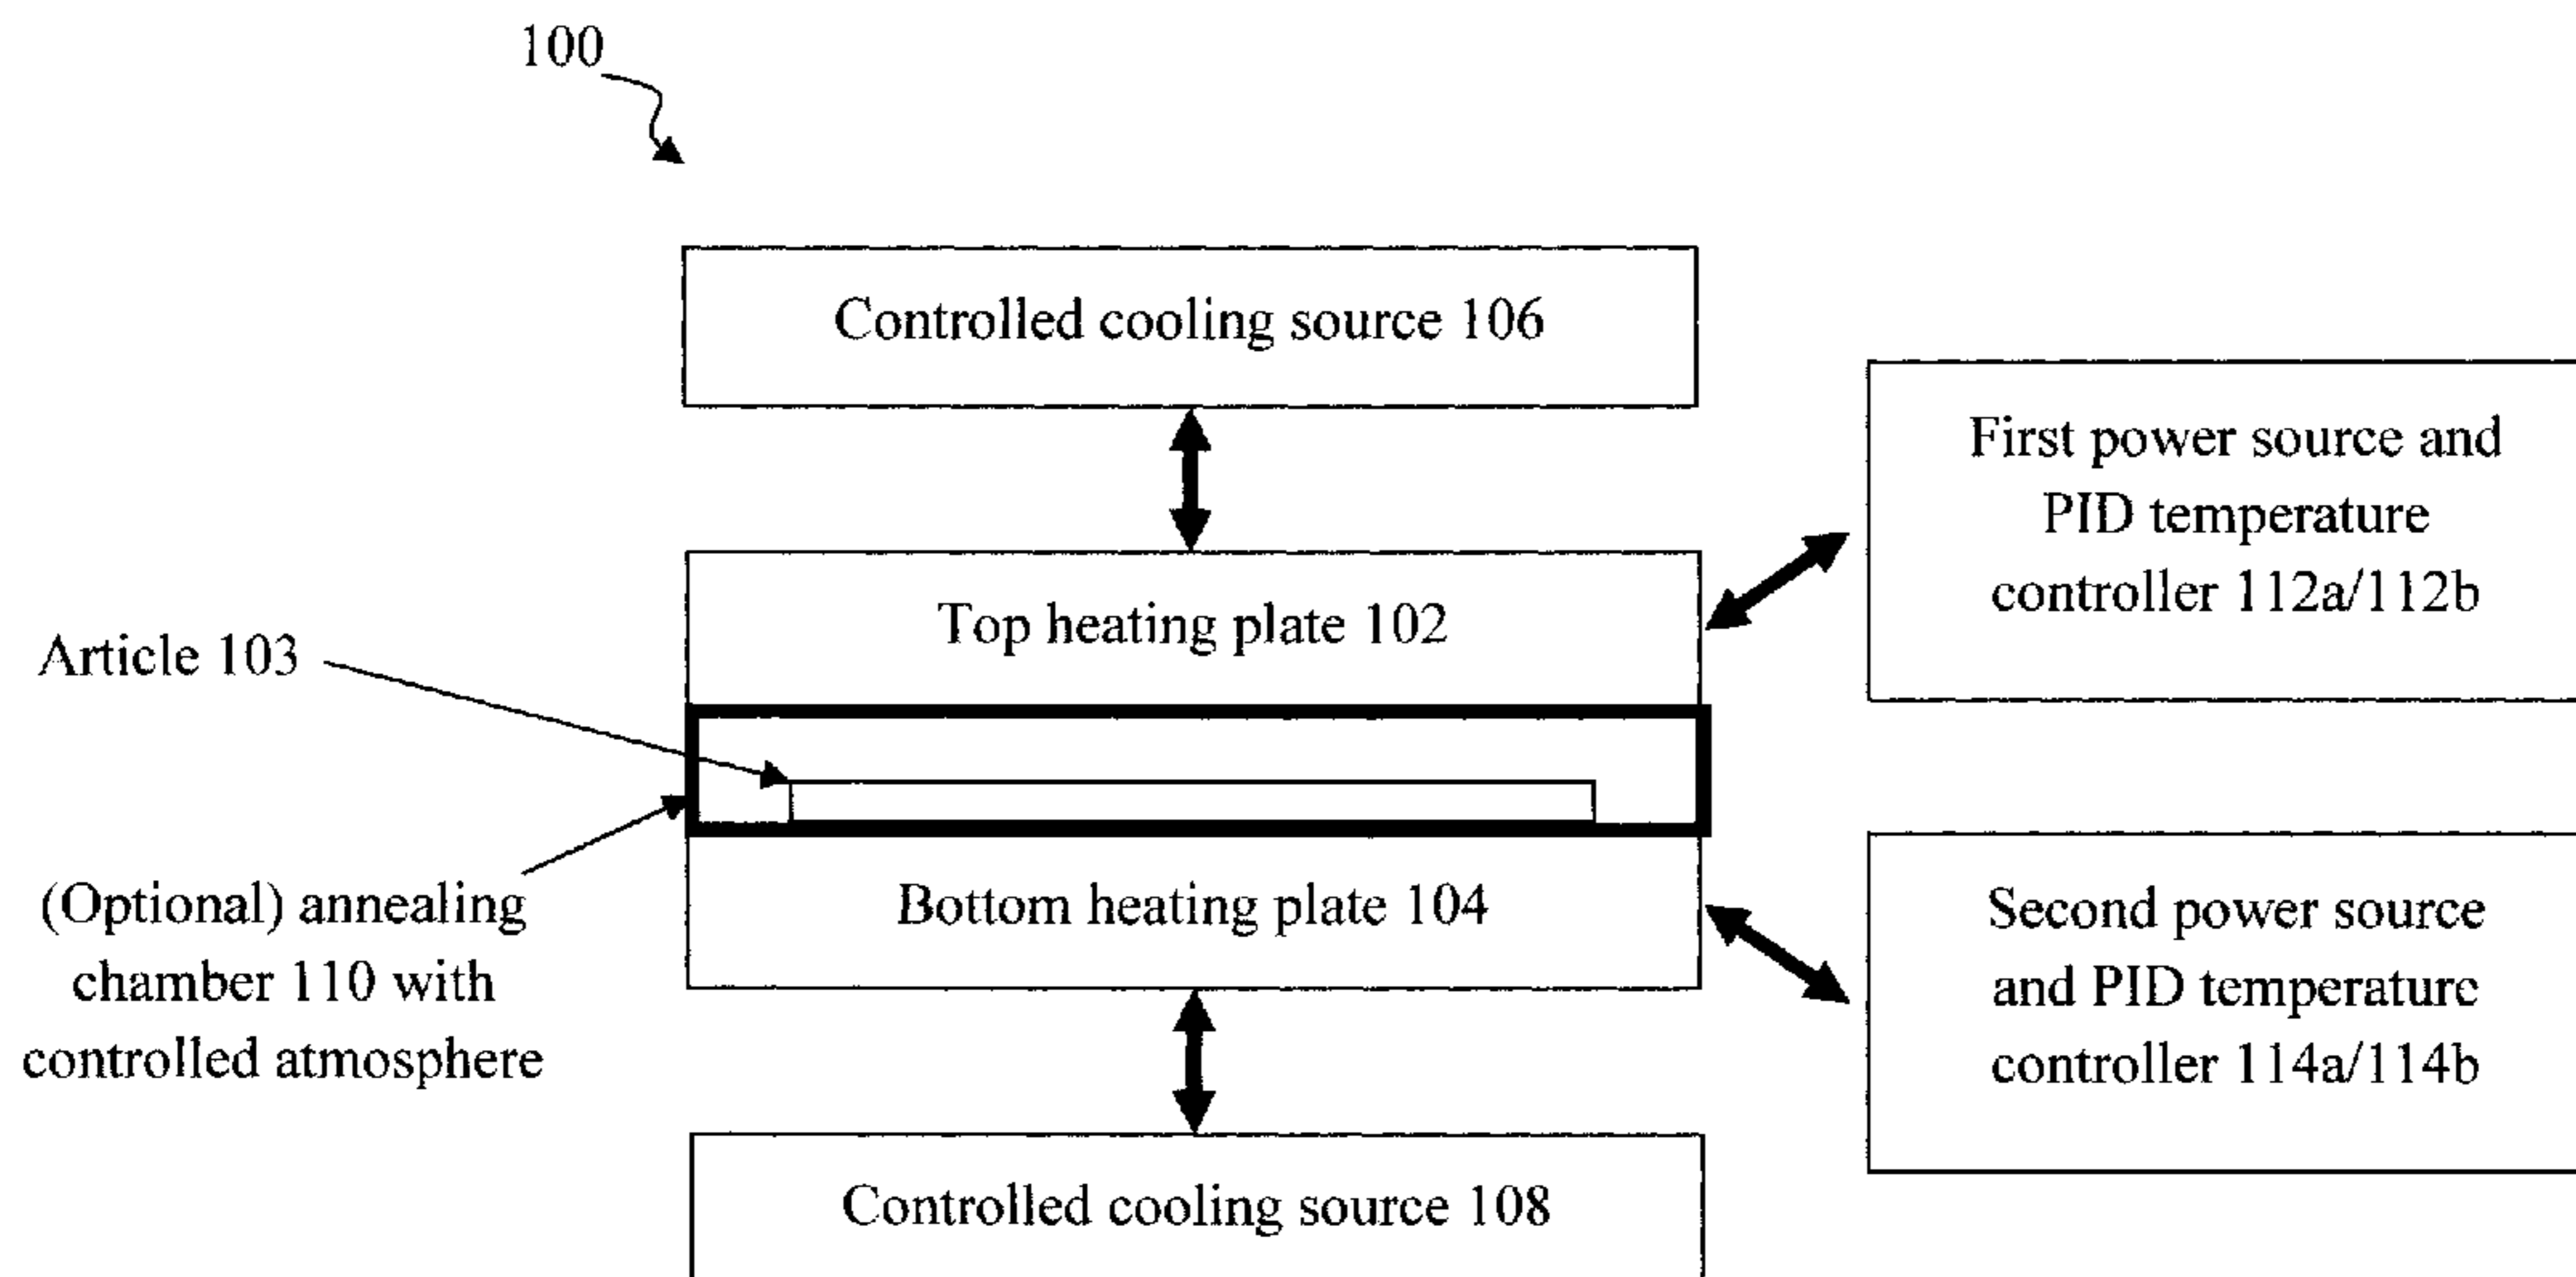 100
Controlled cooling source 106
First power source and
PID temperature
controller 112a/112b
Top heating plate 102
Article 103
Bottom heating plate 104
(Optional) annealing
chamber 110 with
controlled atmosphere
Second power source
and PID temperature
controller 114a/114b
Controlled cooling source 108